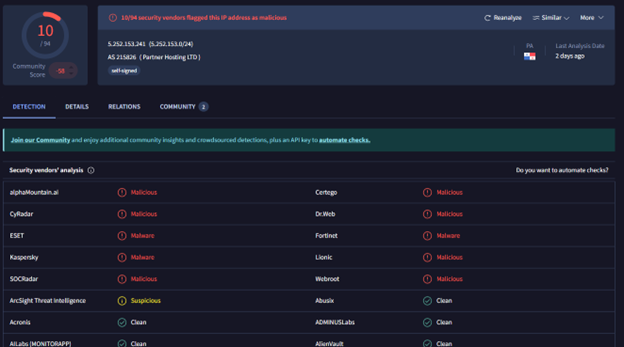 10
/ 94
Community
Score
-58
10/94 security vendors flagged this IP address as malicious
Reanalyze
Similar
More
5.252.153.241 (5.252.153.0/24)
AS 215826 ( Partner Hosting LTD )
self-signed
PA
Last Analysis Date
2 days ago
DETECTION DETAILS RELATIONS COMMUNITY 2
Join our Community and enjoy additional community insights and crowdsourced detections, plus an API key to automate checks.
Security vendors' analysis
Do you want to automate checks?
alphaMountain.ai Malicious Certego Malicious
CyRadar Malicious Dr.Web Malicious
ESET Malware Fortinet Malware
Kaspersky Malware Lionic Malicious
SOCRadar Malicious Webroot Malicious
ArcSight Threat Intelligence Suspicious Abusix Clean
Acronis Clean ADMINUSLabs Clean
AILabs (MONITORAPP) Clean AlienVault Clean